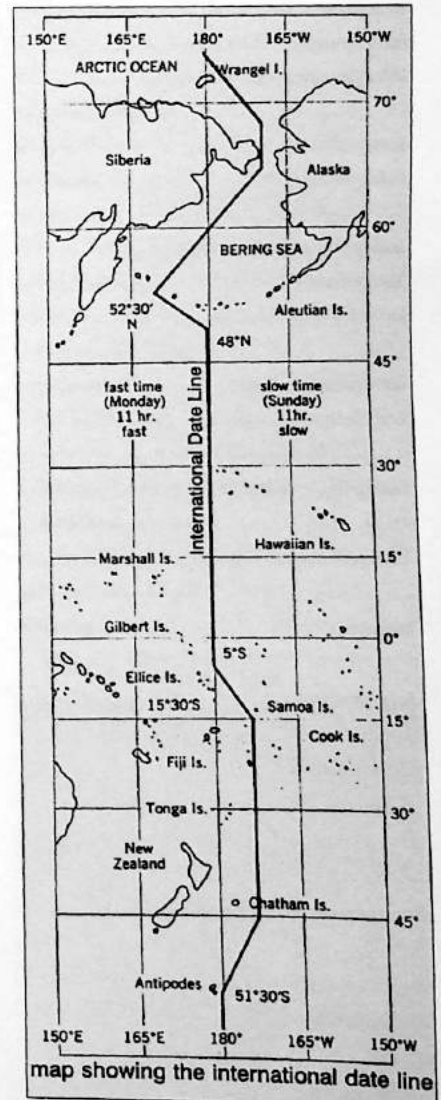 150°E 165°E 180° 165°W 150°W
ARCTIC OCEAN
Wrangel I.
70°
Siberia
Alaska
60°
BERING SEA
52°30'
N
Aleutian Is.
48°N
45°
fast time
(Monday)
11 hr.
fast
International Date Line
slow time
(Sunday)
11hr.
slow
30°
Hawaiian Is.
15°
Marshall Is.
Gilbert Is.
0°
5°S
Ellice Is.
15°30'S
Samoa Is.
15°
Cook Is.
Fiji Is.
Tonga Is.
30°
New
Zealand
Chatham Is.
45°
Antipodes
51°30'S
150°E 165°E 180° 165°W 150°W
map showing the international date line